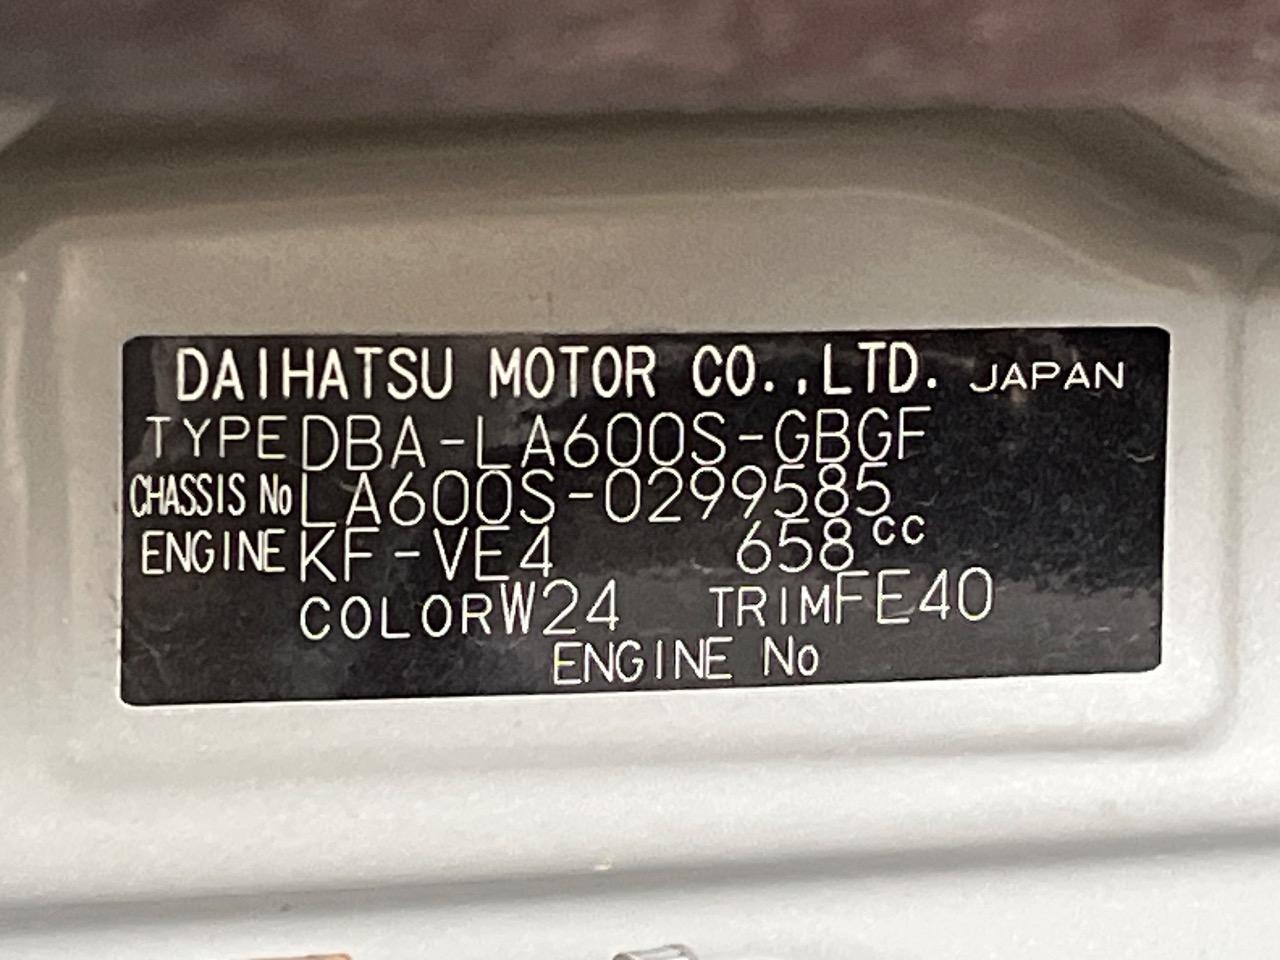 DAIHATSU MOTOR CO.,LTD. JAPAN
TYPE DBA-LA600S-GBGF
CHASSIS No LA600S-0299585
ENGINE KF-VE4 658cc
COLOR W24 TRIM FE40
ENGINE No